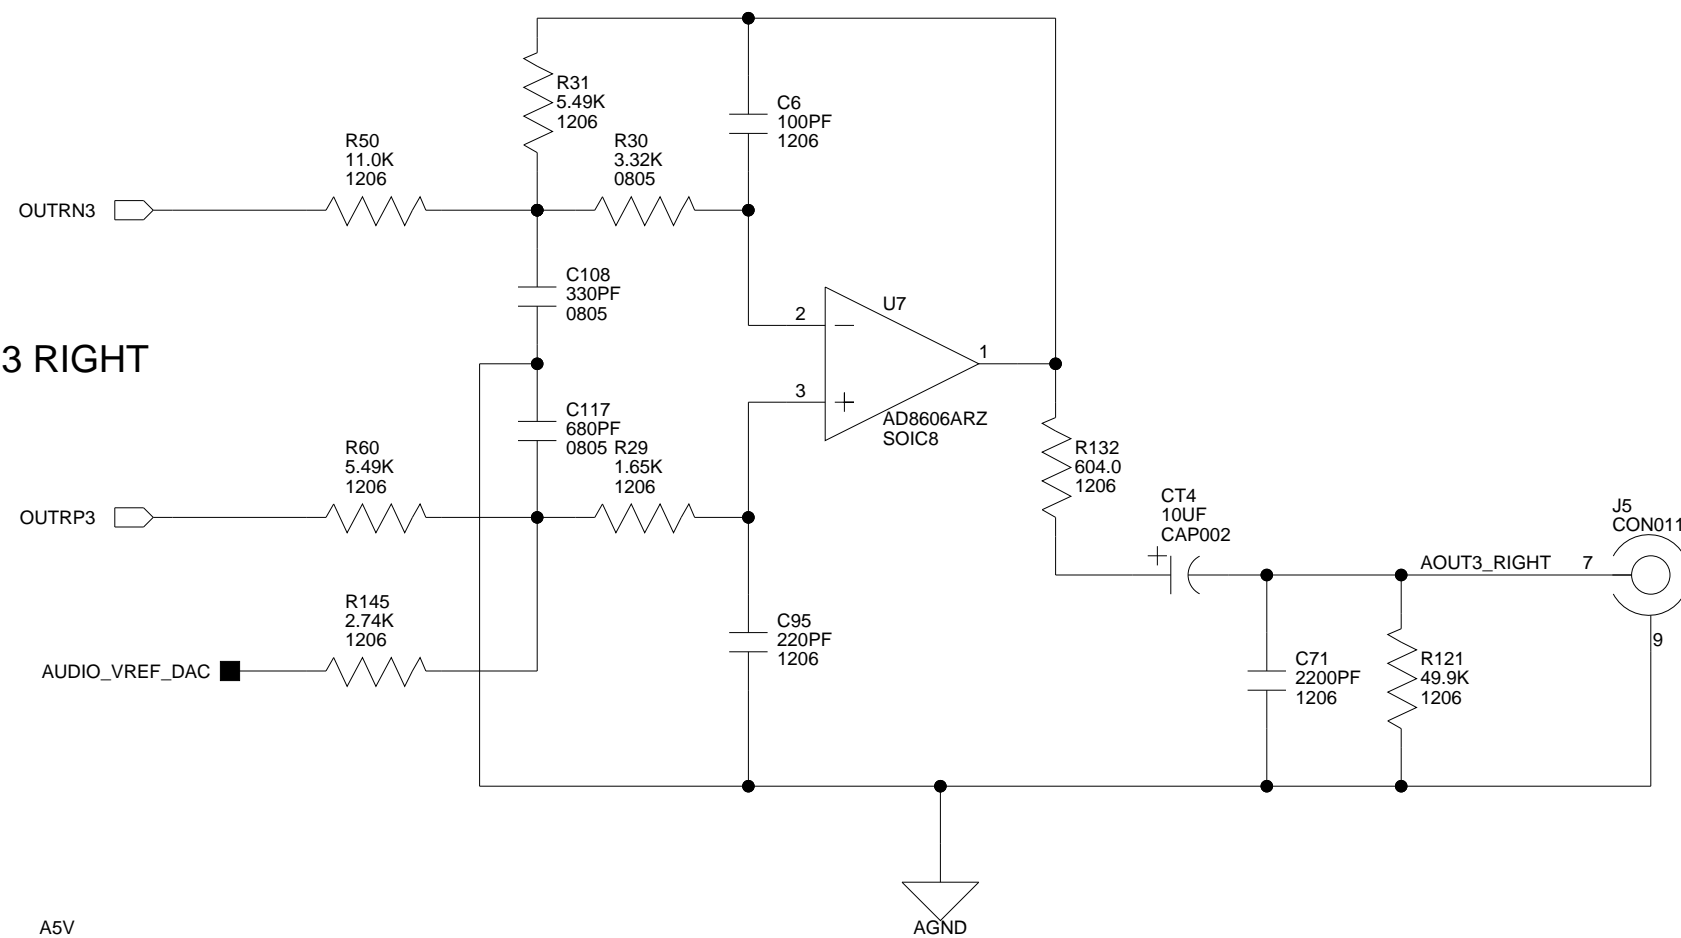 R31
5.49K
1206
C6
100PF
1206
R50
11.0K
1206
R30
3.32K
0805
OUTRN3
C108
330PF
0805
2
U7
3 RIGHT
1
3
AD8606ARZ
SOIC8
C117
680PF
0805
R60
5.49K
1206
R29
1.65K
1206
R132
604.0
1206
OUTRP3
CT4
10UF
CAP002
J5
CON011
AOUT3_RIGHT
7
R145
2.74K
1206
C95
220PF
1206
9
AUDIO_VREF_DAC
C71
2200PF
1206
R121
49.9K
1206
A5V
AGND